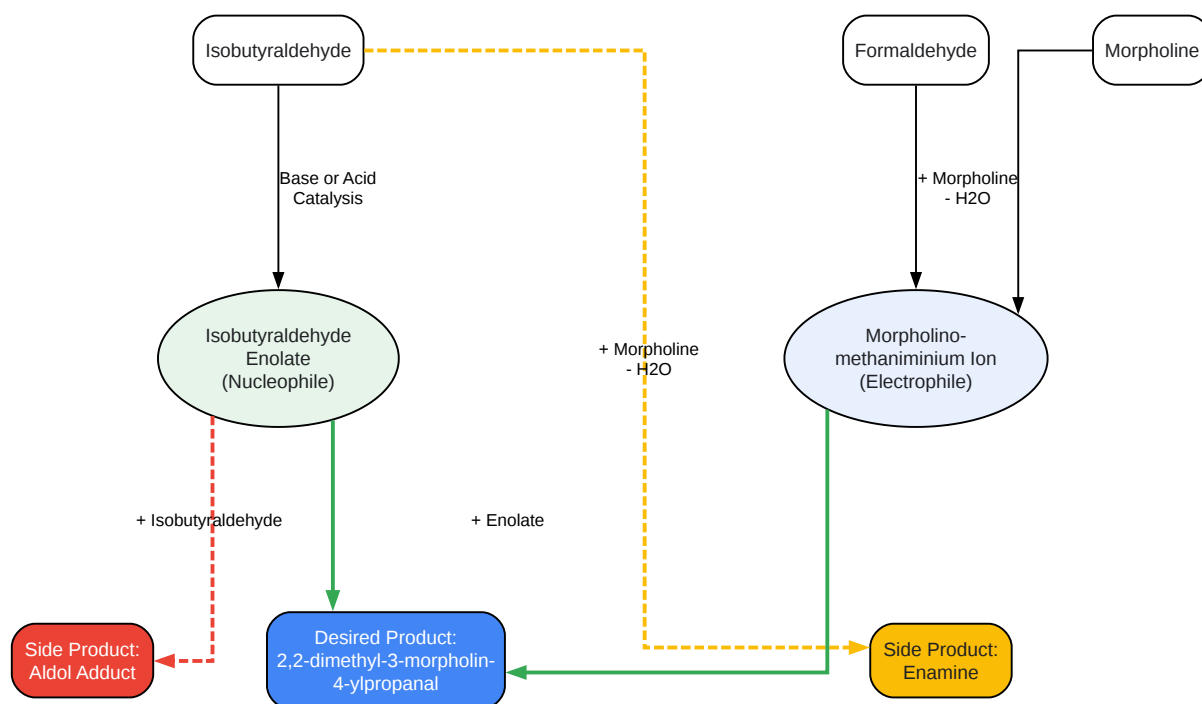 Isobutyraldehyde
Formaldehyde
Morpholine
Base or Acid
Catalysis
+ Morpholine
- H2O
Isobutyraldehyde
Enolate
(Nucleophile)
+ Morpholine
- H2O
Morpholino-
methaniminium Ion
(Electrophile)
+ Isobutyraldehyde
+ Enolate
Side Product:
Aldol Adduct
Desired Product:
2,2-dimethyl-3-morpholin-
4-ylpropanal
Side Product:
Enamine